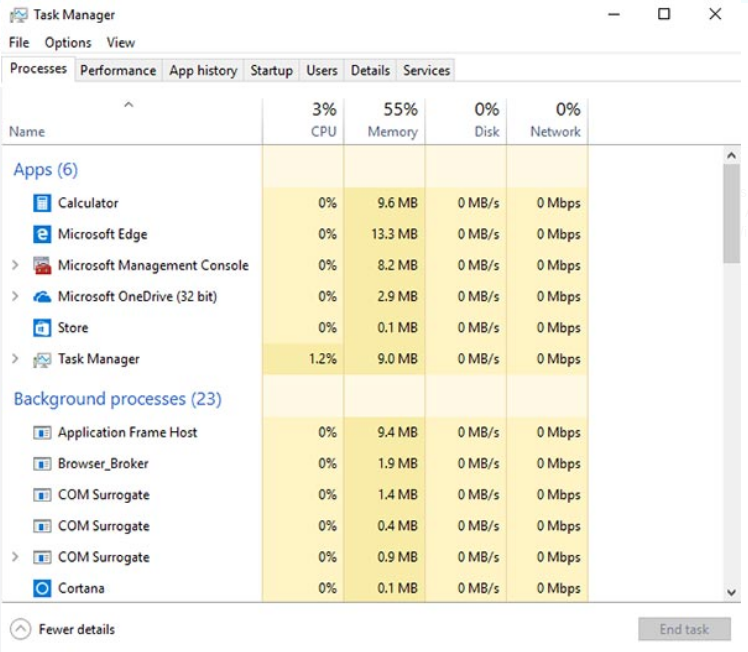 Task Manager
File Options View
Processes Performance App history Startup Users Details Services
3% 55% 0% 0%
Name CPU Memory Disk Network
Apps (6)
Calculator 0% 9.6 MB 0 MB/s 0 Mbps
Microsoft Edge 0% 13.3 MB 0 MB/s 0 Mbps
Microsoft Management Console 0% 8.2 MB 0 MB/s 0 Mbps
Microsoft OneDrive (32 bit) 0% 2.9 MB 0 MB/s 0 Mbps
Store 0% 0.1 MB 0 MB/s 0 Mbps
Task Manager 1.2% 9.0 MB 0 MB/s 0 Mbps
Background processes (23)
Application Frame Host 0% 9.4 MB 0 MB/s 0 Mbps
Browser_Broker 0% 1.9 MB 0 MB/s 0 Mbps
COM Surrogate 0% 1.4 MB 0 MB/s 0 Mbps
COM Surrogate 0% 0.4 MB 0 MB/s 0 Mbps
COM Surrogate 0% 0.9 MB 0 MB/s 0 Mbps
Cortana 0% 0.1 MB 0 MB/s 0 Mbps
Fewer details End task